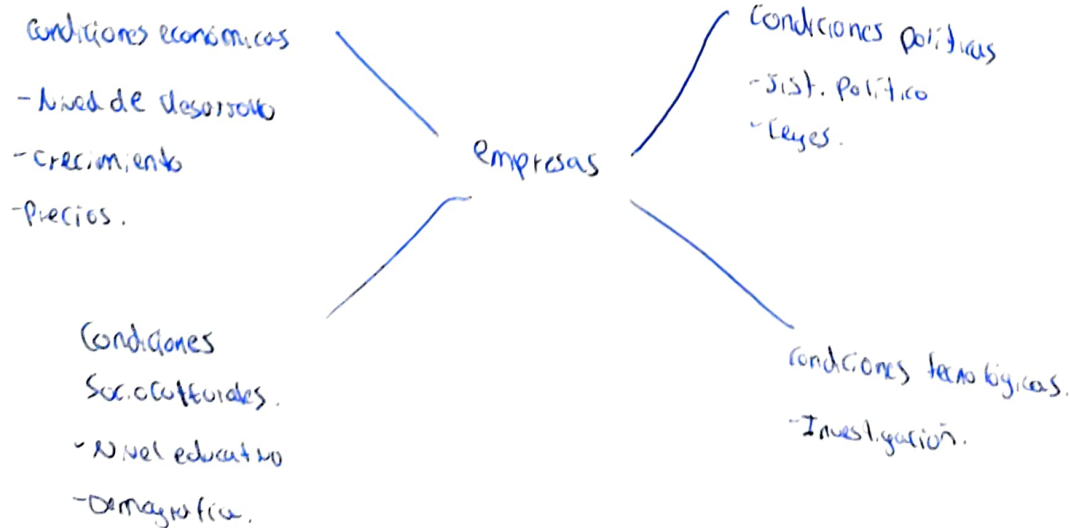 Condiciones económicas
-Nivel de desarrollo
-Crecimiento
-Precios.
Condiciones políticas
-Sist. político
-Leyes.
empresas
Condiciones
Socioculturales.
-Nivel educativo
-Demografía.
Condiciones tecnológicas.
-Investigación.